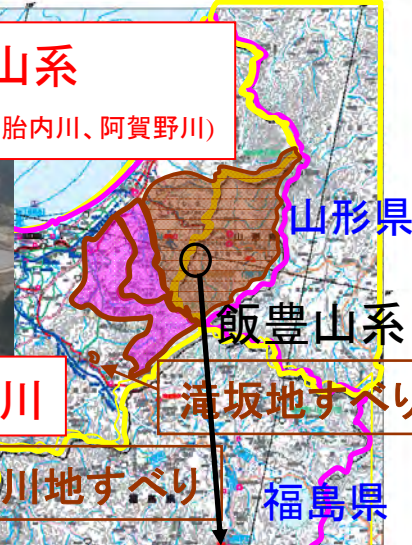 山系
胎内川、阿賀野川)
山形県
飯豊山系
川
滝坂地すべり
川地すべり
福島県